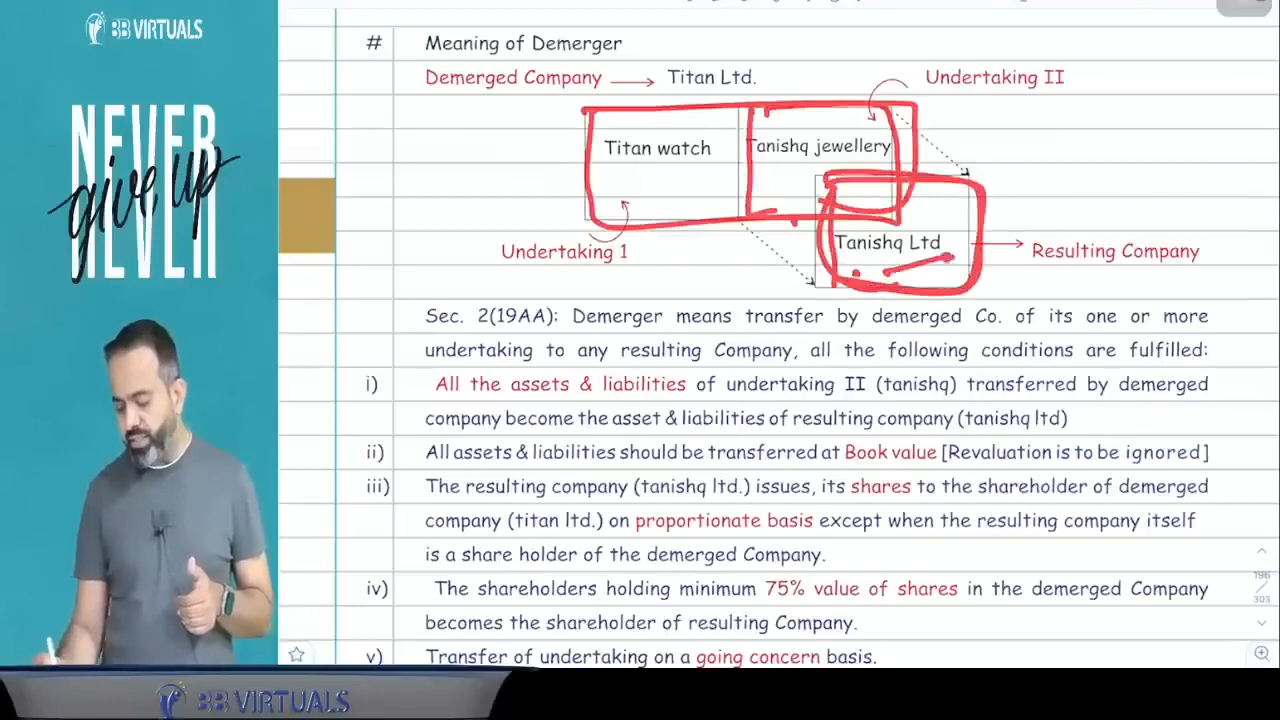 BB VIRTUALS
NEVER
give up
NEVER
# Meaning of Demerger
Demerged Company Titan Ltd. Undertaking II
Titan watch Tanishq jewellery
Undertaking 1 Tanishq Ltd Resulting Company
Sec. 2(19AA): Demerger means transfer by demerged Co. of its one or more
undertaking to any resulting Company, all the following conditions are fulfilled:
i) All the assets & liabilities of undertaking II (tanishq) transferred by demerged
company become the asset & liabilities of resulting company (tanishq ltd)
ii) All assets & liabilities should be transferred at Book value [Revaluation is to be ignored]
iii) The resulting company (tanishq ltd.) issues, its shares to the shareholder of demerged
company (titan ltd.) on proportionate basis except when the resulting company itself
is a share holder of the demerged Company.
iv) The shareholders holding minimum 75% value of shares in the demerged Company
becomes the shareholder of resulting Company.
v) Transfer of undertaking on a going concern basis.
196
303
BB VIRTUALS